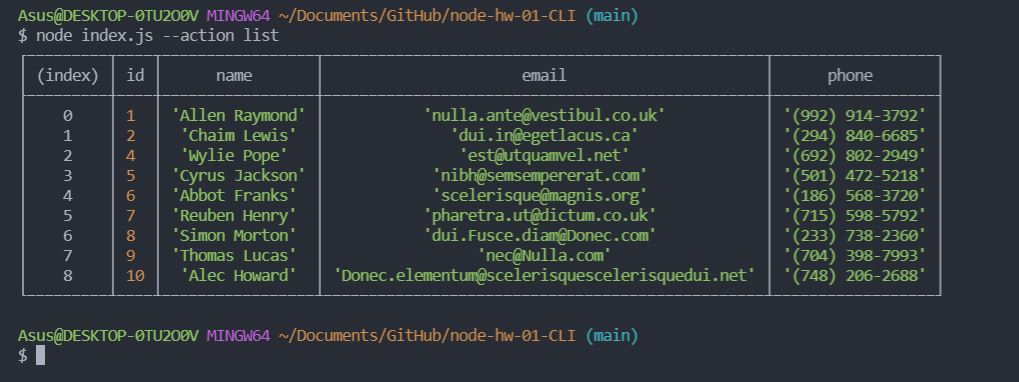 Asus@DESKTOP-0TU2O0V MINGW64 ~/Documents/GitHub/node-hw-01-CLI (main)
$ node index.js --action list
(index) id name email phone
0 1 'Allen Raymond' 'nulla.ante@vestibul.co.uk' '(992) 914-3792'
1 2 'Chaim Lewis' 'dui.in@egetlacus.ca' '(294) 840-6685'
2 4 'Wylie Pope' 'est@utquamvel.net' '(692) 802-2949'
3 5 'Cyrus Jackson' 'nibh@semsempererat.com' '(501) 472-5218'
4 6 'Abbot Franks' 'scelerisque@magnis.org' '(186) 568-3720'
5 7 'Reuben Henry' 'pharetra.ut@dictum.co.uk' '(715) 598-5792'
6 8 'Simon Morton' 'dui.Fusce.diam@Donec.com' '(233) 738-2360'
7 9 'Thomas Lucas' 'nec@Nulla.com' '(704) 398-7993'
8 10 'Alec Howard' 'Donec.elementum@scelerisquescelerisquedui.net' '(748) 206-2688'
Asus@DESKTOP-0TU2O0V MINGW64 ~/Documents/GitHub/node-hw-01-CLI (main)
$